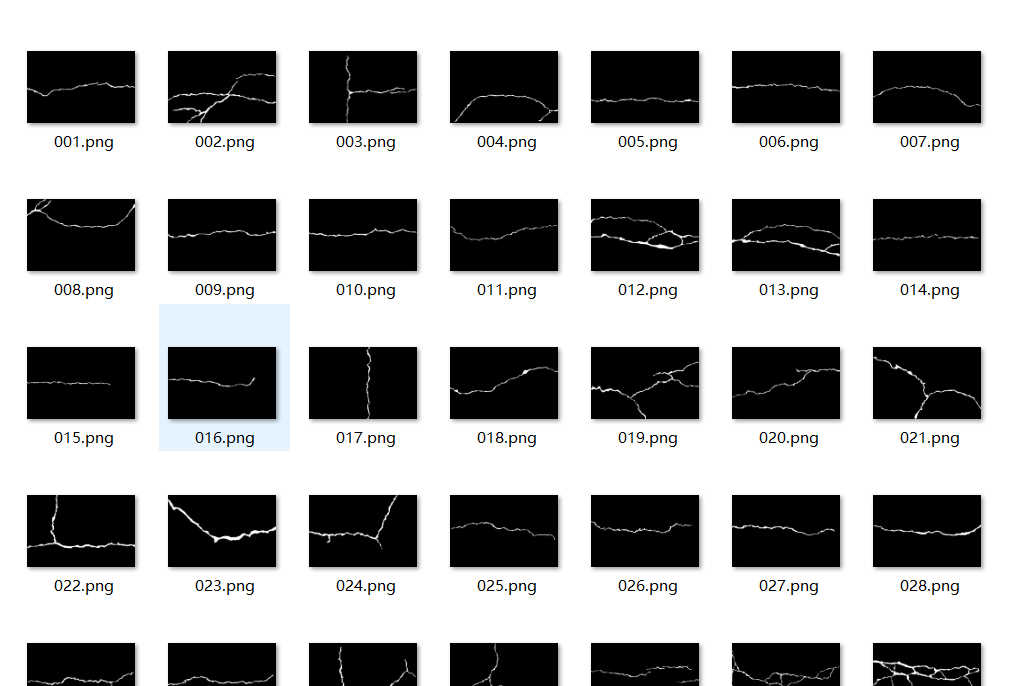 001.png 002.png 003.png 004.png 005.png 006.png 007.png
008.png 009.png 010.png 011.png 012.png 013.png 014.png
015.png 016.png 017.png 018.png 019.png 020.png 021.png
022.png 023.png 024.png 025.png 026.png 027.png 028.png